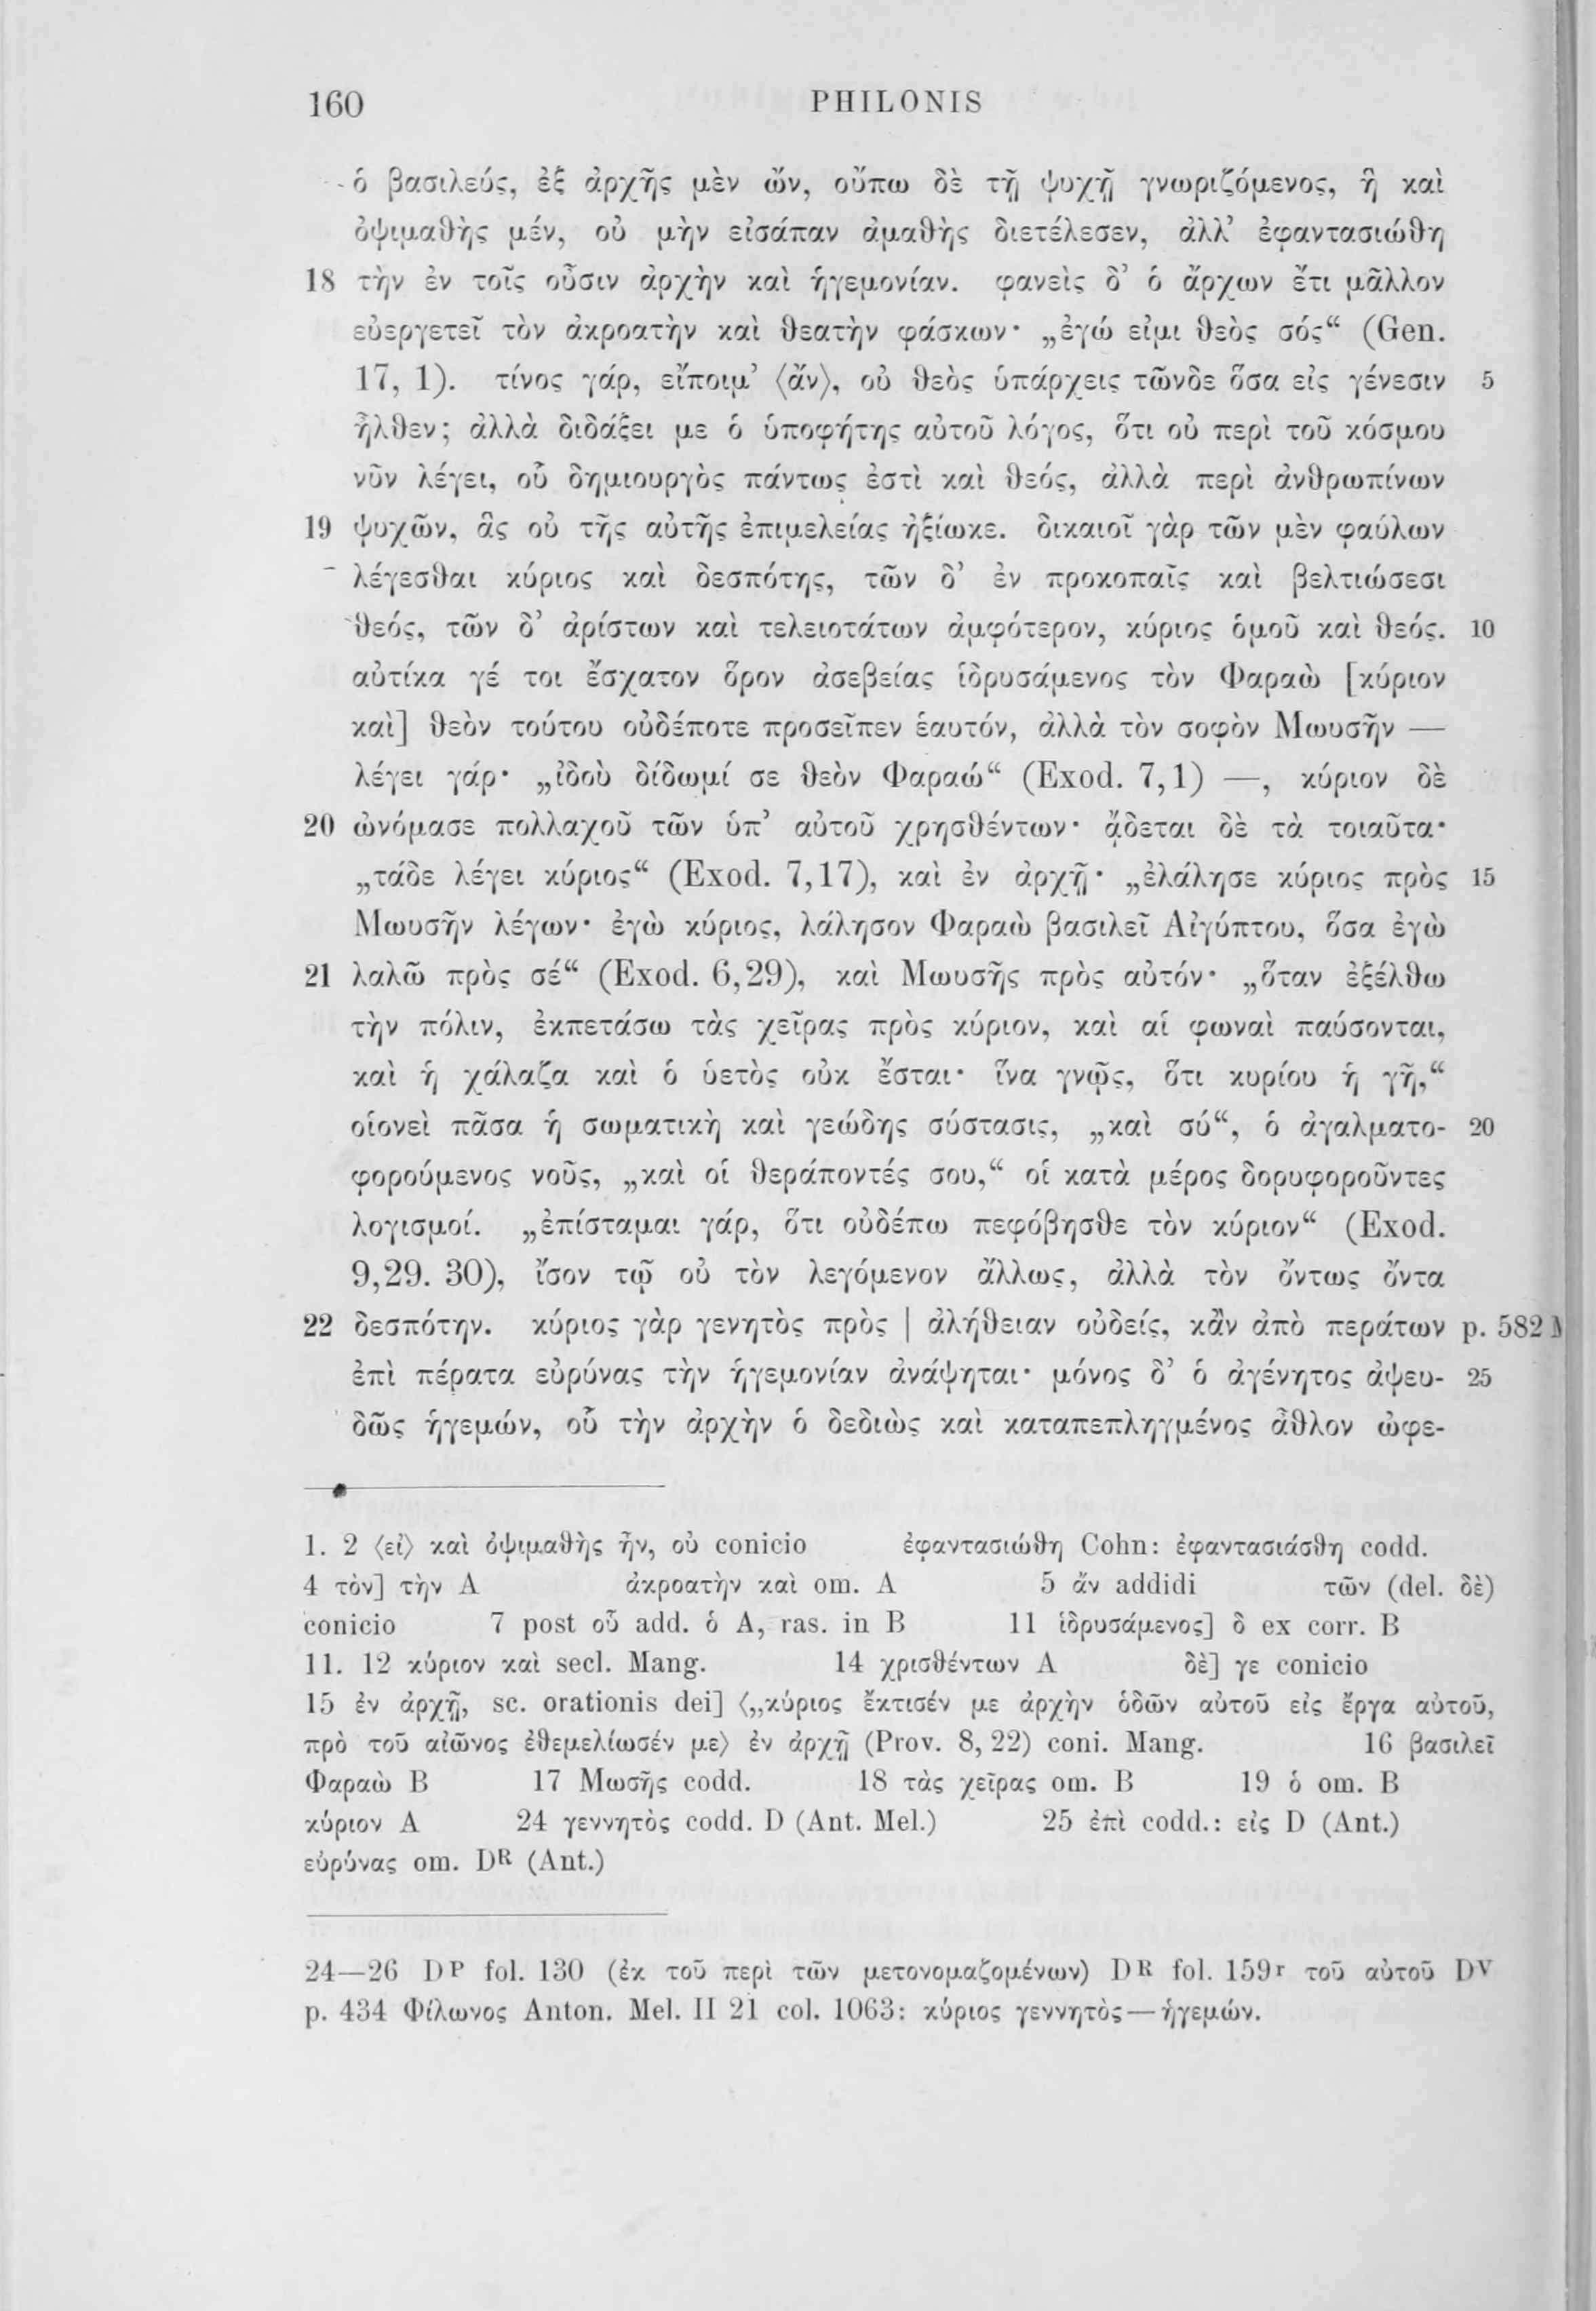 160 PHILONIS
ὁ βασιλεύς, ἐξ ἀρχῆς μὲν ὤν, οὔπω δὲ τῇ ψυχῇ γνωριζόμενος, ἣ καὶ
ὀψιμαθὴς μέν, οὐ μὴν εἰσάπαν ἀμαθὴς διετέλεσεν, ἀλλ’ ἐφαντασιώθη
18 τὴν ἐν τοῖς οὖσιν ἀρχὴν καὶ ἡγεμονίαν. φανεὶς δ’ ὁ ἄρχων ἔτι μᾶλλον
εὐεργετεῖ τὸν ἀκροατὴν καὶ θεατὴν φάσκων· „ἐγώ εἰμι θεὸς σός“ (Gen.
17, 1). τίνος γάρ, εἴποιμ’ ⟨ἄν⟩, οὐ θεὸς ὑπάρχεις τῶνδε ὅσα εἰς γένεσιν 5
ἦλθεν; ἀλλὰ διδάξει με ὁ ὑποφήτης αὐτοῦ λόγος, ὅτι οὐ περὶ τοῦ κόσμου
νῦν λέγει, οὗ δημιουργὸς πάντως ἐστὶ καὶ θεός, ἀλλὰ περὶ ἀνθρωπίνων
19 ψυχῶν, ἃς οὐ τῆς αὐτῆς ἐπιμελείας ἠξίωκε. δικαιοῖ γὰρ τῶν μὲν φαύλων
λέγεσθαι κύριος καὶ δεσπότης, τῶν δ’ ἐν προκοπαῖς καὶ βελτιώσεσι
θεός, τῶν δ’ ἀρίστων καὶ τελειοτάτων ἀμφότερον, κύριος ὁμοῦ καὶ θεός. 10
αὐτίκα γέ τοι ἔσχατον ὅρον ἀσεβείας ἱδρυσάμενος τὸν Φαραὼ [κύριον
καὶ] θεὸν τούτου οὐδέποτε προσεῖπεν ἑαυτόν, ἀλλὰ τὸν σοφὸν Μωυσῆν —
λέγει γάρ· „ἰδοὺ δίδωμί σε θεὸν Φαραώ“ (Exod. 7,1) —, κύριον δὲ
20 ὠνόμασε πολλαχοῦ τῶν ὑπ’ αὐτοῦ χρησθέντων· ᾄδεται δὲ τὰ τοιαῦτα·
„τάδε λέγει κύριος“ (Exod. 7,17), καὶ ἐν ἀρχῇ· „ἐλάλησε κύριος πρὸς 15
Μωυσῆν λέγων· ἐγὼ κύριος, λάλησον Φαραὼ βασιλεῖ Αἰγύπτου, ὅσα ἐγὼ
21 λαλῶ πρὸς σέ“ (Exod. 6,29), καὶ Μωυσῆς πρὸς αὐτόν· „ὅταν ἐξέλθω
τὴν πόλιν, ἐκπετάσω τὰς χεῖρας πρὸς κύριον, καὶ αἱ φωναὶ παύσονται,
καὶ ἡ χάλαζα καὶ ὁ ὑετὸς οὐκ ἔσται· ἵνα γνῷς, ὅτι κυρίου ἡ γῆ,“
οἱονεὶ πᾶσα ἡ σωματικὴ καὶ γεώδης σύστασις, „καὶ σύ“, ὁ ἀγαλματο- 20
φορούμενος νοῦς, „καὶ οἱ θεράποντές σου,“ οἱ κατὰ μέρος δορυφοροῦντες
λογισμοί. „ἐπίσταμαι γάρ, ὅτι οὐδέπω πεφόβησθε τὸν κύριον“ (Exod.
9,29. 30), ἴσον τῷ οὐ τὸν λεγόμενον ἄλλως, ἀλλὰ τὸν ὄντως ὄντα
22 δεσπότην. κύριος γὰρ γενητὸς πρὸς | ἀλήθειαν οὐδείς, κἂν ἀπὸ περάτων p. 582 M
ἐπὶ πέρατα εὐρύνας τὴν ἡγεμονίαν ἀνάψηται· μόνος δ’ ὁ ἀγένητος ἀψευ- 25
δῶς ἡγεμών, οὗ τὴν ἀρχὴν ὁ δεδιὼς καὶ καταπεπληγμένος ἆθλον ὠφε-
1. 2 ⟨εἰ⟩ καὶ ὀψιμαθὴς ἦν, οὐ conicio ἐφαντασιώθη Cohn: ἐφαντασιάσθη codd.
4 τὸν] τὴν A ἀκροατὴν καὶ om. A 5 ἄν addidi τῶν (del. δὲ)
conicio 7 post οὗ add. ὁ A, ras. in B 11 ἱδρυσάμενος] δ ex corr. B
11. 12 κύριον καὶ secl. Mang. 14 χρισθέντων A δὲ] γε conicio
15 ἐν ἀρχῇ, sc. orationis dei] ⟨„κύριος ἔκτισέν με ἀρχὴν ὁδῶν αὐτοῦ εἰς ἔργα αὐτοῦ,
πρὸ τοῦ αἰῶνος ἐθεμελίωσέν με⟩ ἐν ἀρχῇ (Prov. 8, 22) coni. Mang. 16 βασιλεῖ
Φαραὼ B 17 Μωσῆς codd. 18 τὰς χεῖρας om. B 19 ὁ om. B
κύριον A 24 γεννητὸς codd. D (Ant. Mel.) 25 ἐπὶ codd.: εἰς D (Ant.)
εὐρύνας om. DR (Ant.)
24—26 DP fol. 130 (ἐκ τοῦ περὶ τῶν μετονομαζομένων) DR fol. 159r τοῦ αὐτοῦ DV
p. 434 Φίλωνος Anton. Mel. II 21 col. 1063: κύριος γεννητὸς—ἡγεμών.